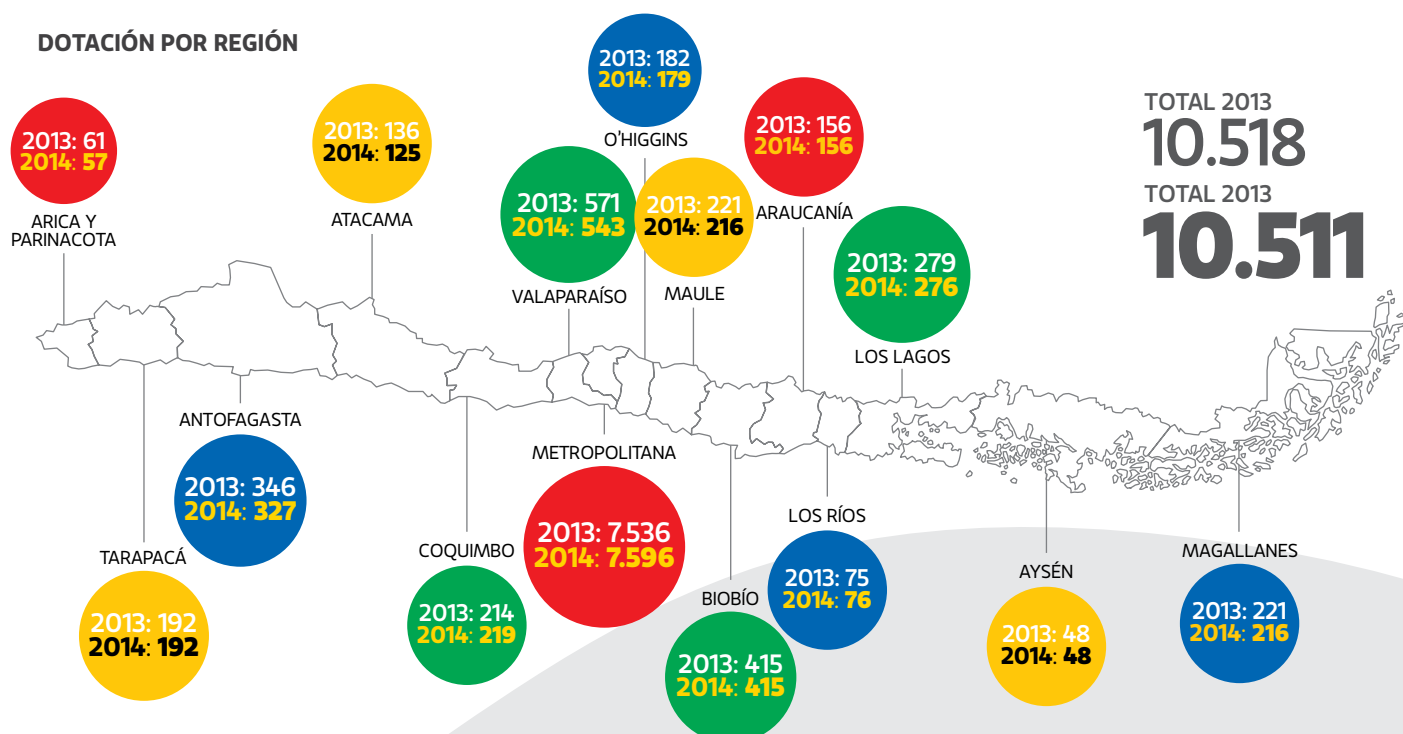 DOTACIÓN POR REGIÓN
2013: 61
2014: 57
ARICA Y
PARINACOTA
2013: 136
2014: 125
ATACAMA
2013: 571
2014: 543
VALAPARAÍSO
2013: 182
2014: 179
O'HIGGINS
2013: 221
2014: 216
MAULE
2013: 156
2014: 156
ARAUCANÍA
2013: 279
2014: 276
LOS LAGOS
TOTAL 2013
10.518
TOTAL 2013
10.511
TARAPACÁ
2013: 192
2014: 192
ANTOFAGASTA
2013: 346
2014: 327
COQUIMBO
2013: 214
2014: 219
METROPOLITANA
2013: 7.536
2014: 7.596
BIOBÍO
2013: 415
2014: 415
LOS RÍOS
2013: 75
2014: 76
AYSÉN
2013: 48
2014: 48
MAGALLANES
2013: 221
2014: 216